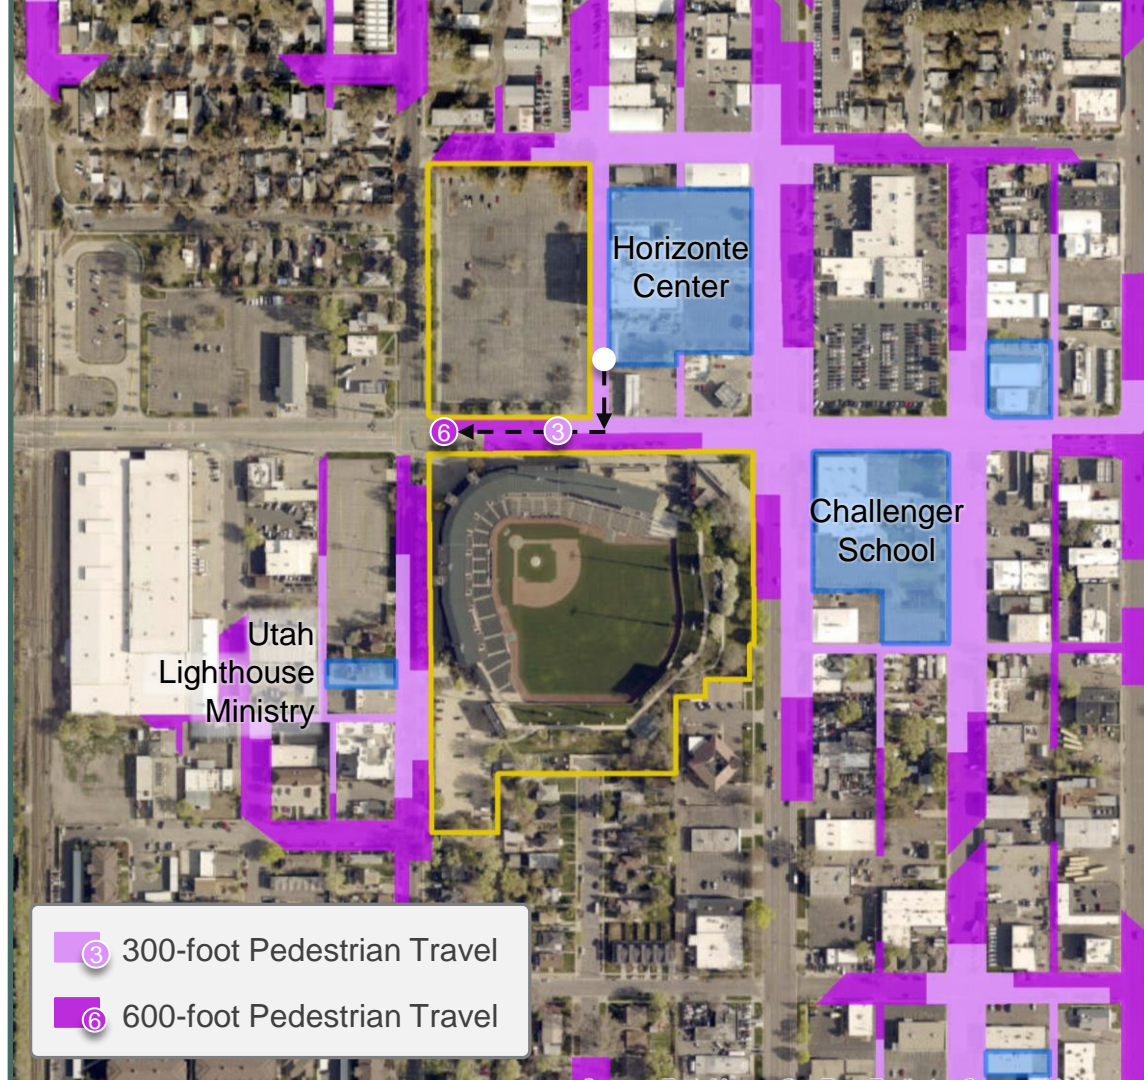 Horizonte
Center
6
3
Challenger
School
Utah
Lighthouse
Ministry
3 300-foot Pedestrian Travel
6 600-foot Pedestrian Travel